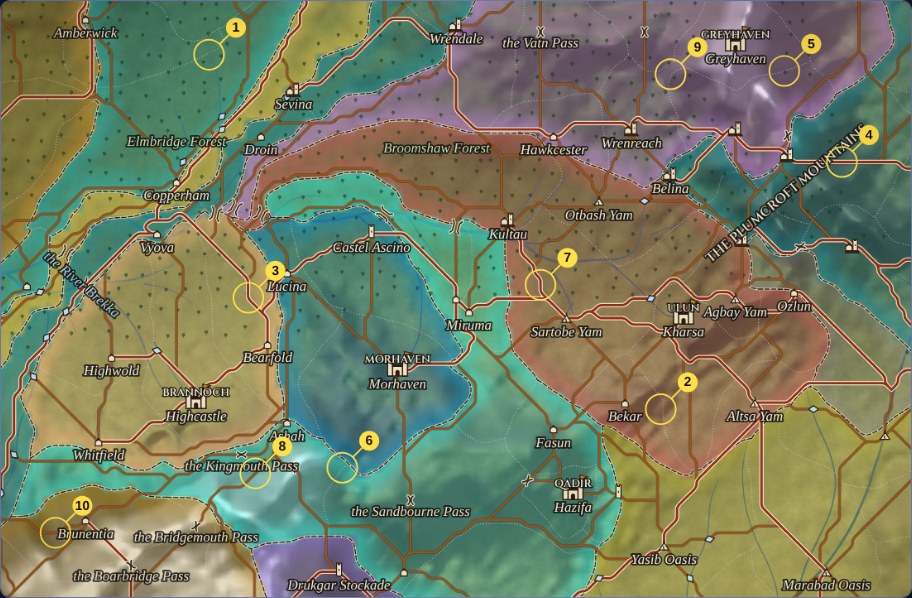 1
Amberwick
Wrendale
the Vatn Pass
9
GREYHAVEN
Greyhaven
5
Sevina
Elmbridge Forest
Droin
Broomshaw Forest
Hawkcester
Wrenreach
4
Copperham
Belina
THE PLUMCROFT MOUNTAINS
Otbash Yam
Vyova
Castel Ascino
Kultau
the River Brekka
3
Lucina
7
Miruma
Sartobe Yam
ULUN
Kharsa
Agbay Yam
Ozlun
Bearfold
Highwold
MORHAVEN
Morhaven
2
BRANNOCH
Highcastle
Bekar
Altsa Yam
Whitfield
Asbah
8
6
Fasun
the Kingmouth Pass
QADIR
Hazifa
10
Brunentia
the Bridgemouth Pass
the Sandbourne Pass
the Boarbridge Pass
Drukgar Stockade
Yasib Oasis
Marabad Oasis